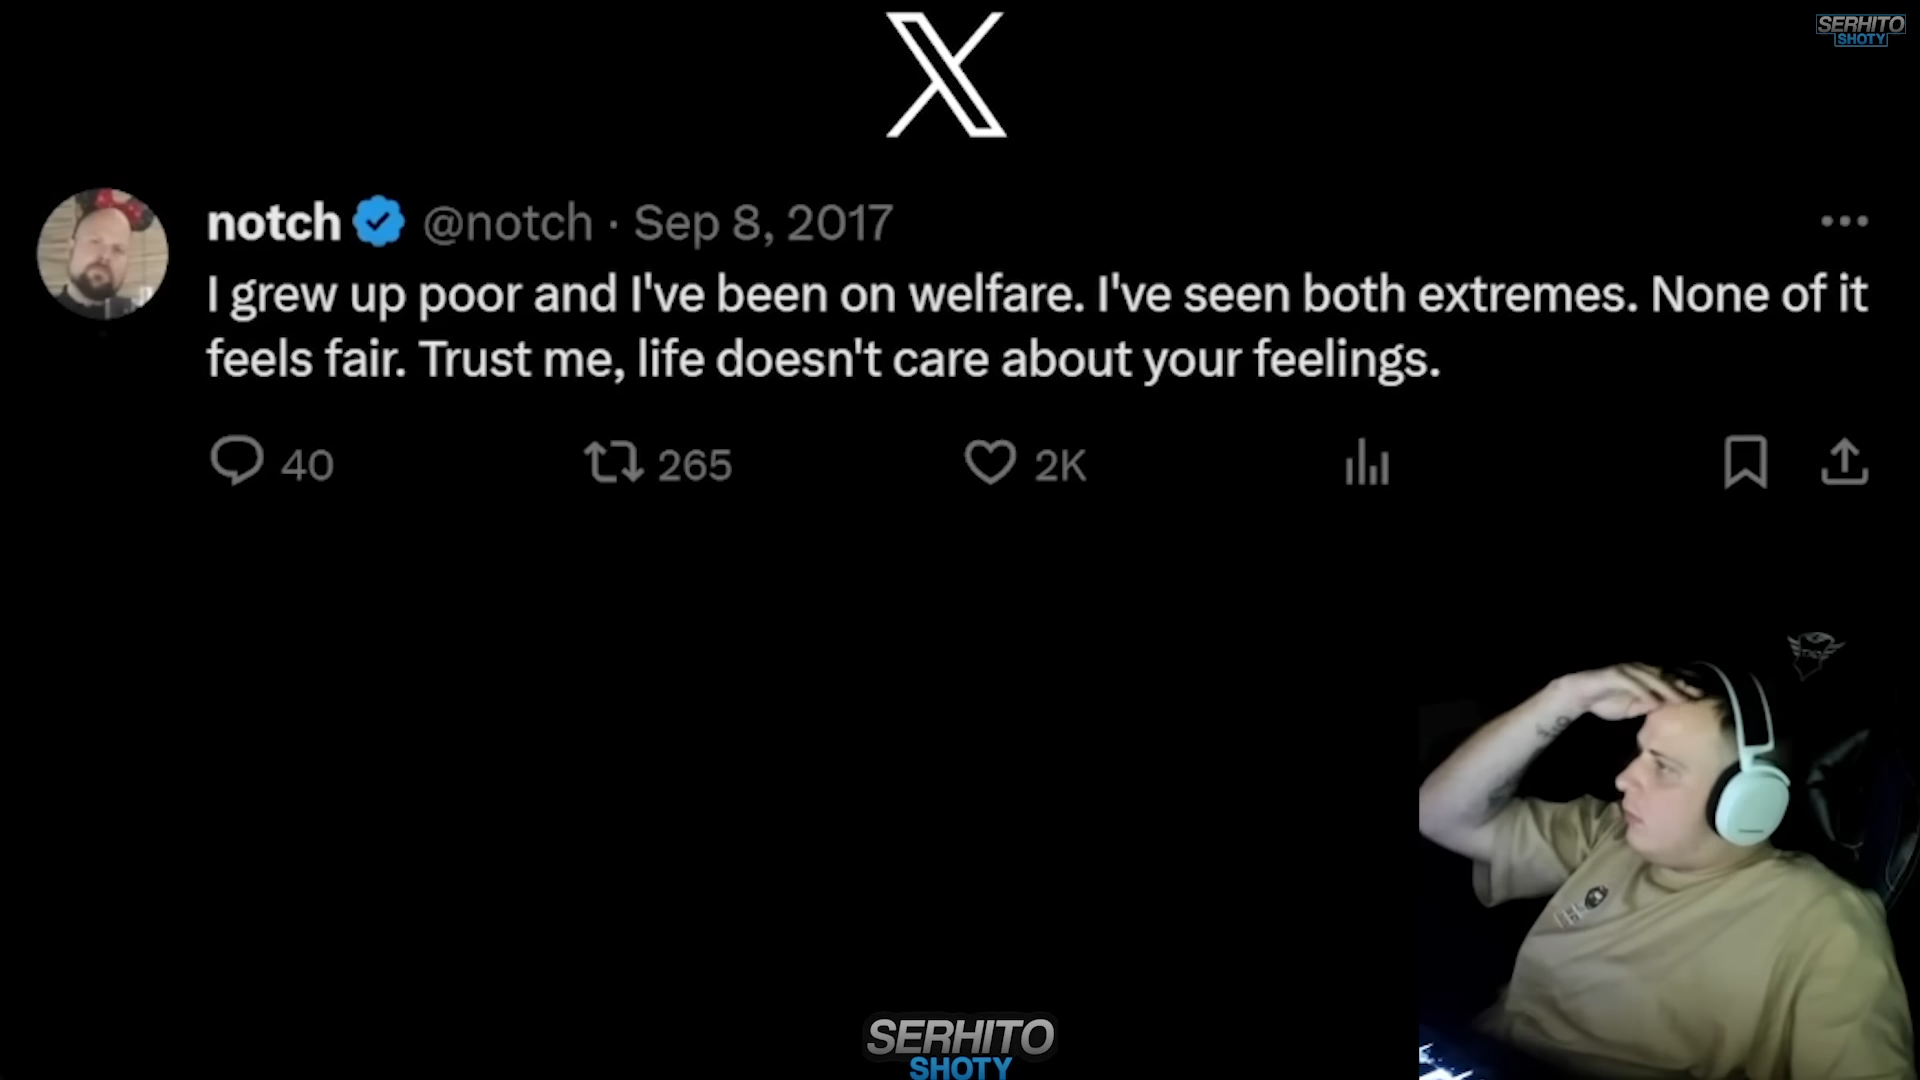 SERHITO
SHOTY
notch @notch · Sep 8, 2017
I grew up poor and I've been on welfare. I've seen both extremes. None of it
feels fair. Trust me, life doesn't care about your feelings.
40 265 2K
SERHITO
SHOTY